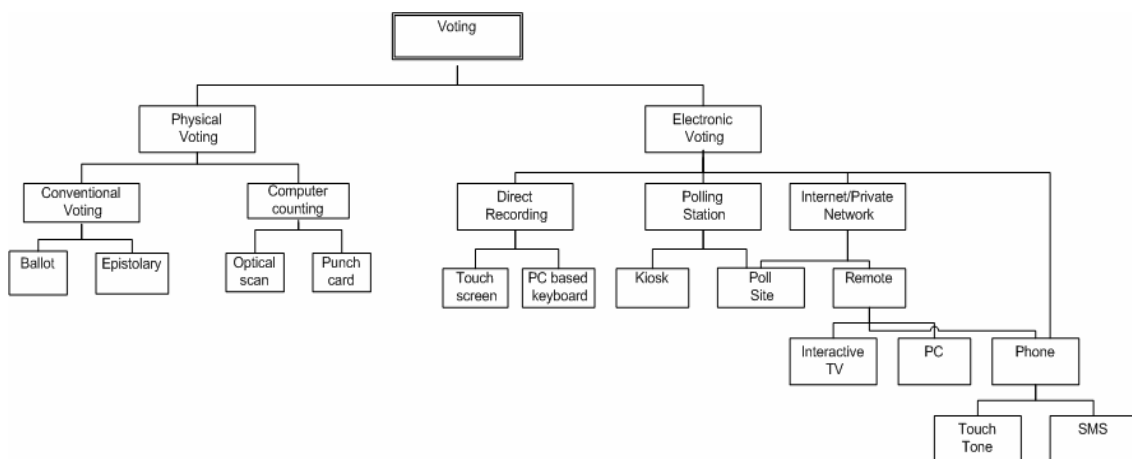 Voting
Physical
Voting
Electronic
Voting
Conventional
Voting
Computer
counting
Direct
Recording
Polling
Station
Internet/Private
Network
Ballot
Epistolary
Optical
scan
Punch
card
Touch
screen
PC based
keyboard
Kiosk
Poll
Site
Remote
Interactive
TV
PC
Phone
Touch
Tone
SMS